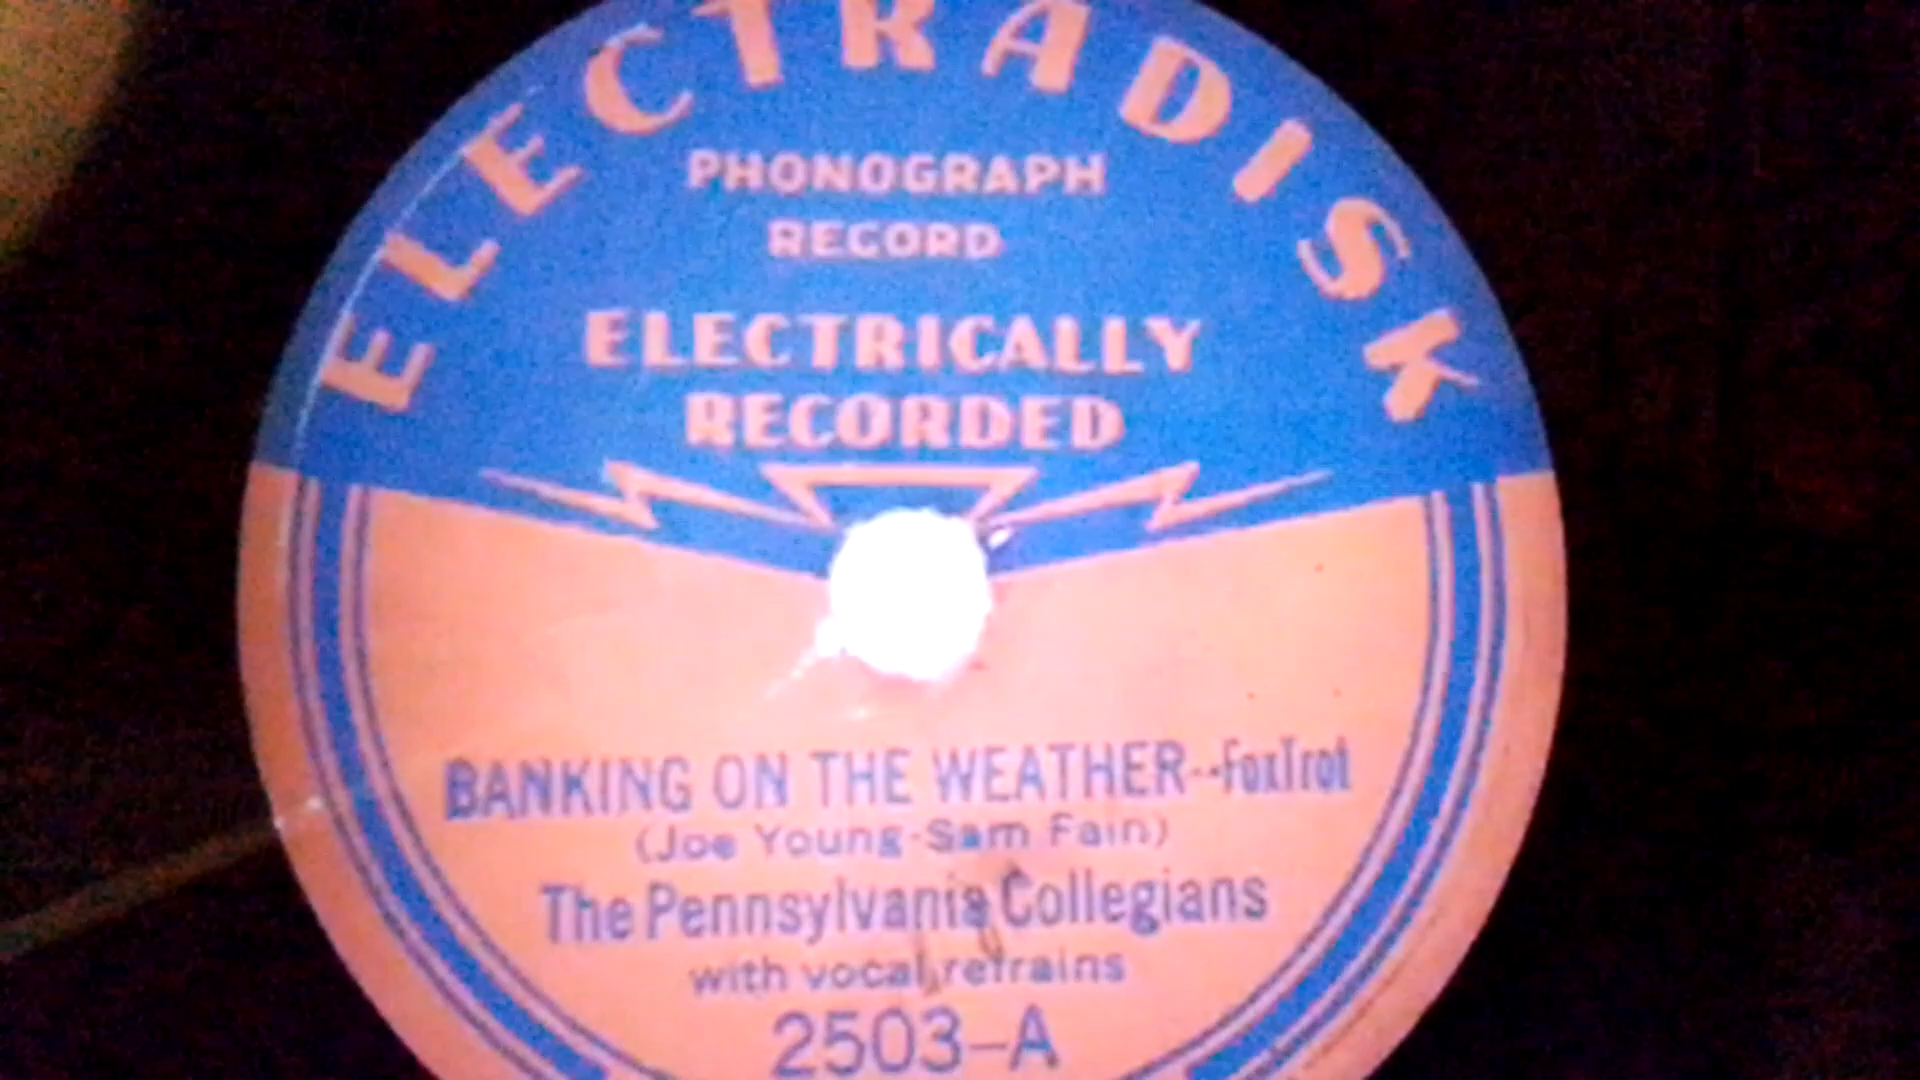 ELECTRADISK
PHONOGRAPH
RECORD
ELECTRICALLY
RECORDED
BANKING ON THE WEATHER--FoxTrot
(Joe Young-Sam Fain)
The Pennsylvania Collegians
with vocal refrains
2503-A